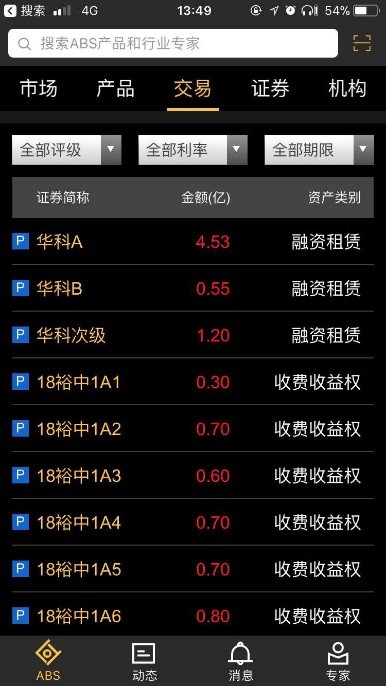 搜索 4G 13:49 54%
搜索ABS产品和行业专家
市场 产品 交易 证券 机构
全部评级 全部利率 全部期限
证券简称 金额(亿) 资产类别
P 华科A 4.53 融资租赁
P 华科B 0.55 融资租赁
P 华科次级 1.20 融资租赁
P 18裕中1A1 0.30 收费收益权
P 18裕中1A2 0.70 收费收益权
P 18裕中1A3 0.60 收费收益权
P 18裕中1A4 0.70 收费收益权
P 18裕中1A5 0.70 收费收益权
P 18裕中1A6 0.80 收费收益权
ABS 动态 消息 专家